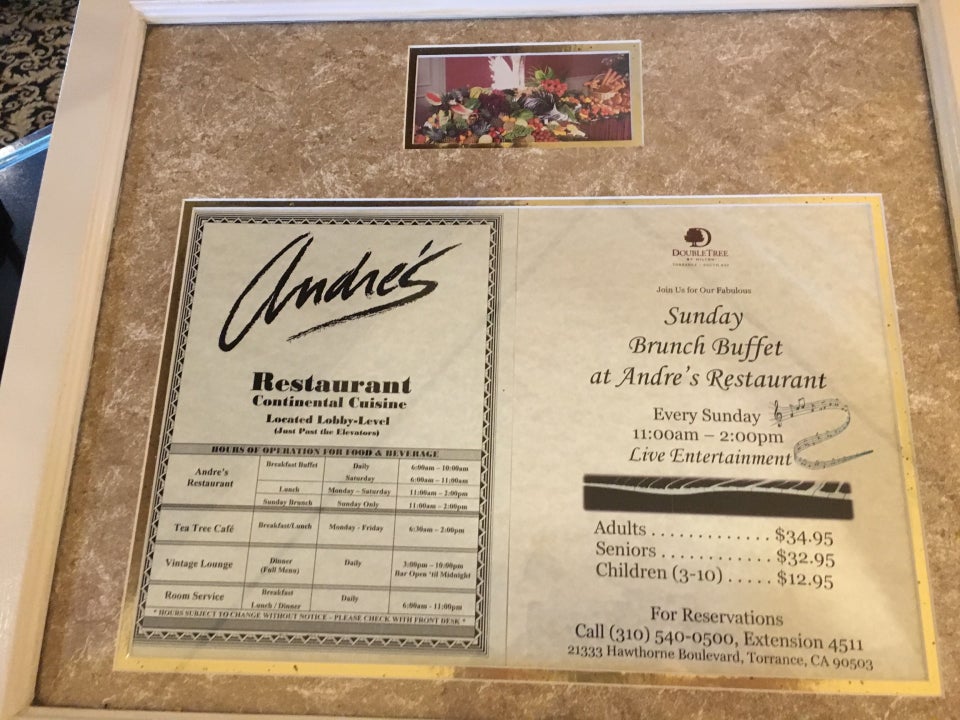 Andre's
Restaurant
Continental Cuisine
Located Lobby-Level
(Just Past the Elevators)
HOURS OF OPERATION FOR FOOD & BEVERAGE
Andre's Restaurant Breakfast Buffet Daily 6:00am – 10:00am
Saturday 6:00am – 11:00am
Lunch Monday – Saturday 11:00am – 2:00pm
Sunday Brunch Sunday Only 11:00am – 2:00pm
Tea Tree Café Breakfast/Lunch Monday - Friday 6:30am – 2:00pm
Vintage Lounge Dinner (Full Menu) Daily 3:00pm – 10:00pm
Bar Open 'til Midnight
Room Service Breakfast Lunch / Dinner Daily 6:00am - 11:00pm
* HOURS SUBJECT TO CHANGE WITHOUT NOTICE - PLEASE CHECK WITH FRONT DESK *
DOUBLETREE
BY HILTON
TORRANCE - SOUTH BAY
Join Us for Our Fabulous
Sunday
Brunch Buffet
at Andre's Restaurant
Every Sunday
11:00am – 2:00pm
Live Entertainment
Adults . . . . . . . . . . . . . $34.95
Seniors . . . . . . . . . . . . $32.95
Children (3-10) . . . . . $12.95
For Reservations
Call (310) 540-0500, Extension 4511
21333 Hawthorne Boulevard, Torrance, CA 90503